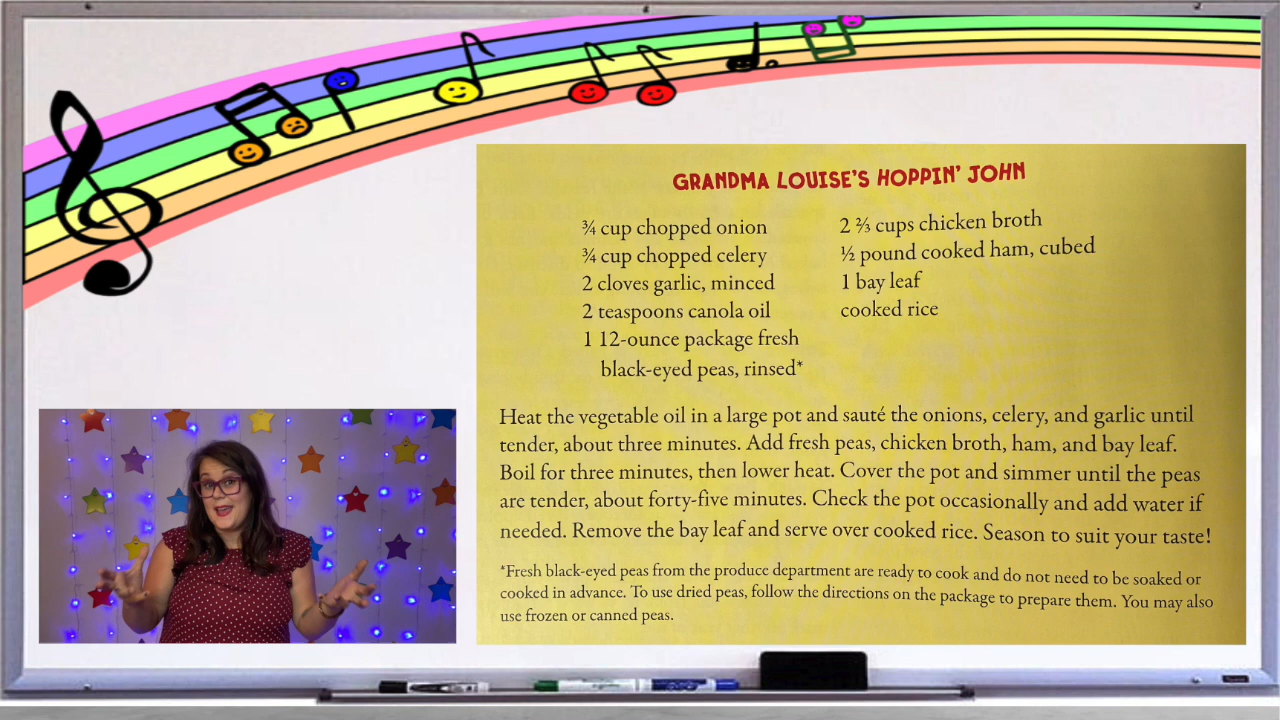 GRANDMA LOUISE'S HOPPIN' JOHN
¾ cup chopped onion
¾ cup chopped celery
2 cloves garlic, minced
2 teaspoons canola oil
1 12-ounce package fresh
black-eyed peas, rinsed*
2 ⅔ cups chicken broth
½ pound cooked ham, cubed
1 bay leaf
cooked rice
Heat the vegetable oil in a large pot and sauté the onions, celery, and garlic until
tender, about three minutes. Add fresh peas, chicken broth, ham, and bay leaf.
Boil for three minutes, then lower heat. Cover the pot and simmer until the peas
are tender, about forty-five minutes. Check the pot occasionally and add water if
needed. Remove the bay leaf and serve over cooked rice. Season to suit your taste!
*Fresh black-eyed peas from the produce department are ready to cook and do not need to be soaked or
cooked in advance. To use dried peas, follow the directions on the package to prepare them. You may also
use frozen or canned peas.